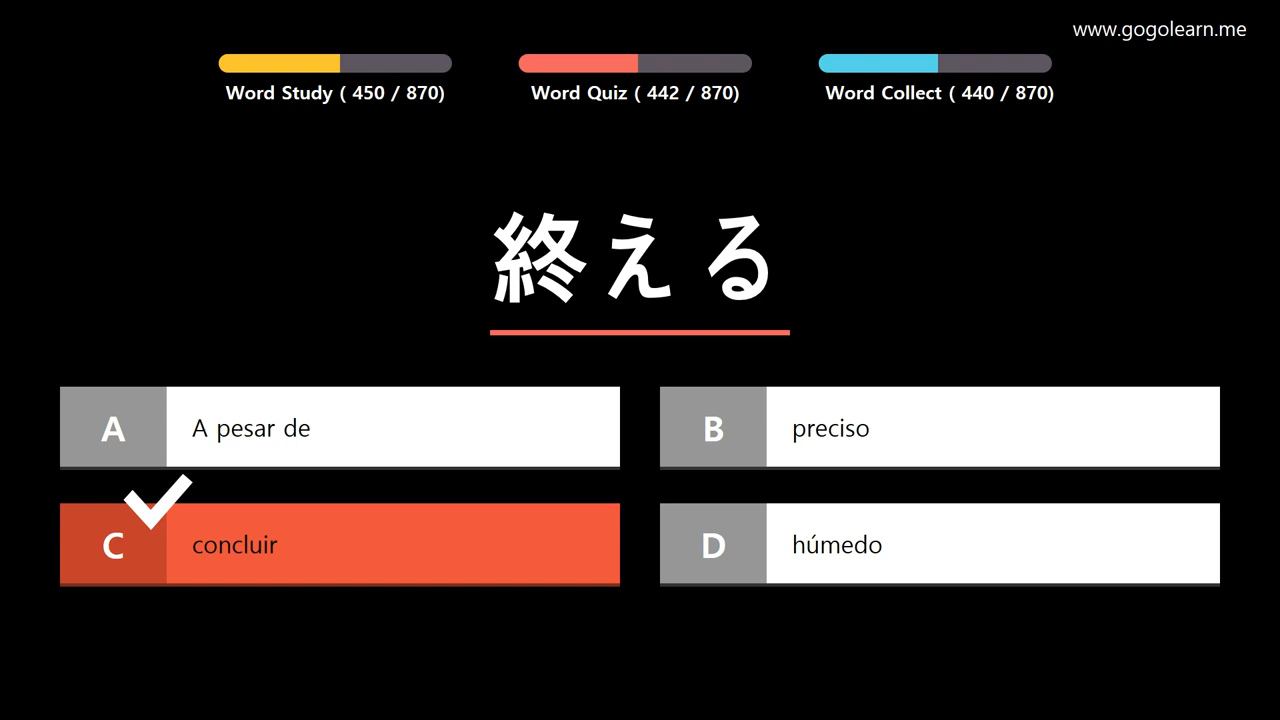 www.gogolearn.me
Word Study ( 450 / 870)
Word Quiz ( 442 / 870)
Word Collect ( 440 / 870)
終える
A A pesar de
B preciso
C concluir
D húmedo